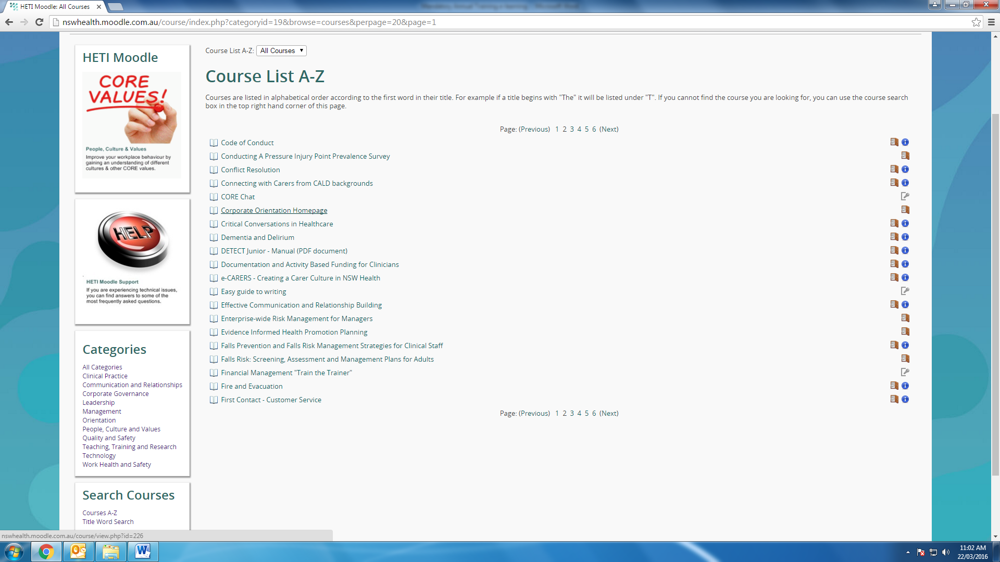 HETI Moodle: All Courses
nswhealth.moodle.com.au/course/index.php?categoryid=19&browse=courses&perpage=20&page=1
HETI Moodle
CORE
VALUES!
People, Culture & Values
Improve your workplace behaviour by
gaining an understanding of different
cultures & other CORE values.
HELP
HETI Moodle Support
If you are experiencing technical issues,
you can find answers to some of the
most frequently asked questions.
Categories
All Categories
Clinical Practice
Communication and Relationships
Corporate Governance
Leadership
Management
Orientation
People, Culture and Values
Quality and Safety
Teaching, Training and Research
Technology
Work Health and Safety
Search Courses
Courses A-Z
Title Word Search
Course List A-Z: All Courses
Course List A-Z
Courses are listed in alphabetical order according to the first word in their title. For example if a title begins with "The" it will be listed under "T". If you cannot find the course you are looking for, you can use the course search
box in the top right hand corner of this page.
Page: (Previous) 1 2 3 4 5 6 (Next)
Code of Conduct
Conducting A Pressure Injury Point Prevalence Survey
Conflict Resolution
Connecting with Carers from CALD backgrounds
CORE Chat
Corporate Orientation Homepage
Critical Conversations in Healthcare
Dementia and Delirium
DETECT Junior - Manual (PDF document)
Documentation and Activity Based Funding for Clinicians
e-CARERS - Creating a Carer Culture in NSW Health
Easy guide to writing
Effective Communication and Relationship Building
Enterprise-wide Risk Management for Managers
Evidence Informed Health Promotion Planning
Falls Prevention and Falls Risk Management Strategies for Clinical Staff
Falls Risk: Screening, Assessment and Management Plans for Adults
Financial Management "Train the Trainer"
Fire and Evacuation
First Contact - Customer Service
Page: (Previous) 1 2 3 4 5 6 (Next)
nswhealth.moodle.com.au/course/view.php?id=226
11:02 AM
22/03/2016